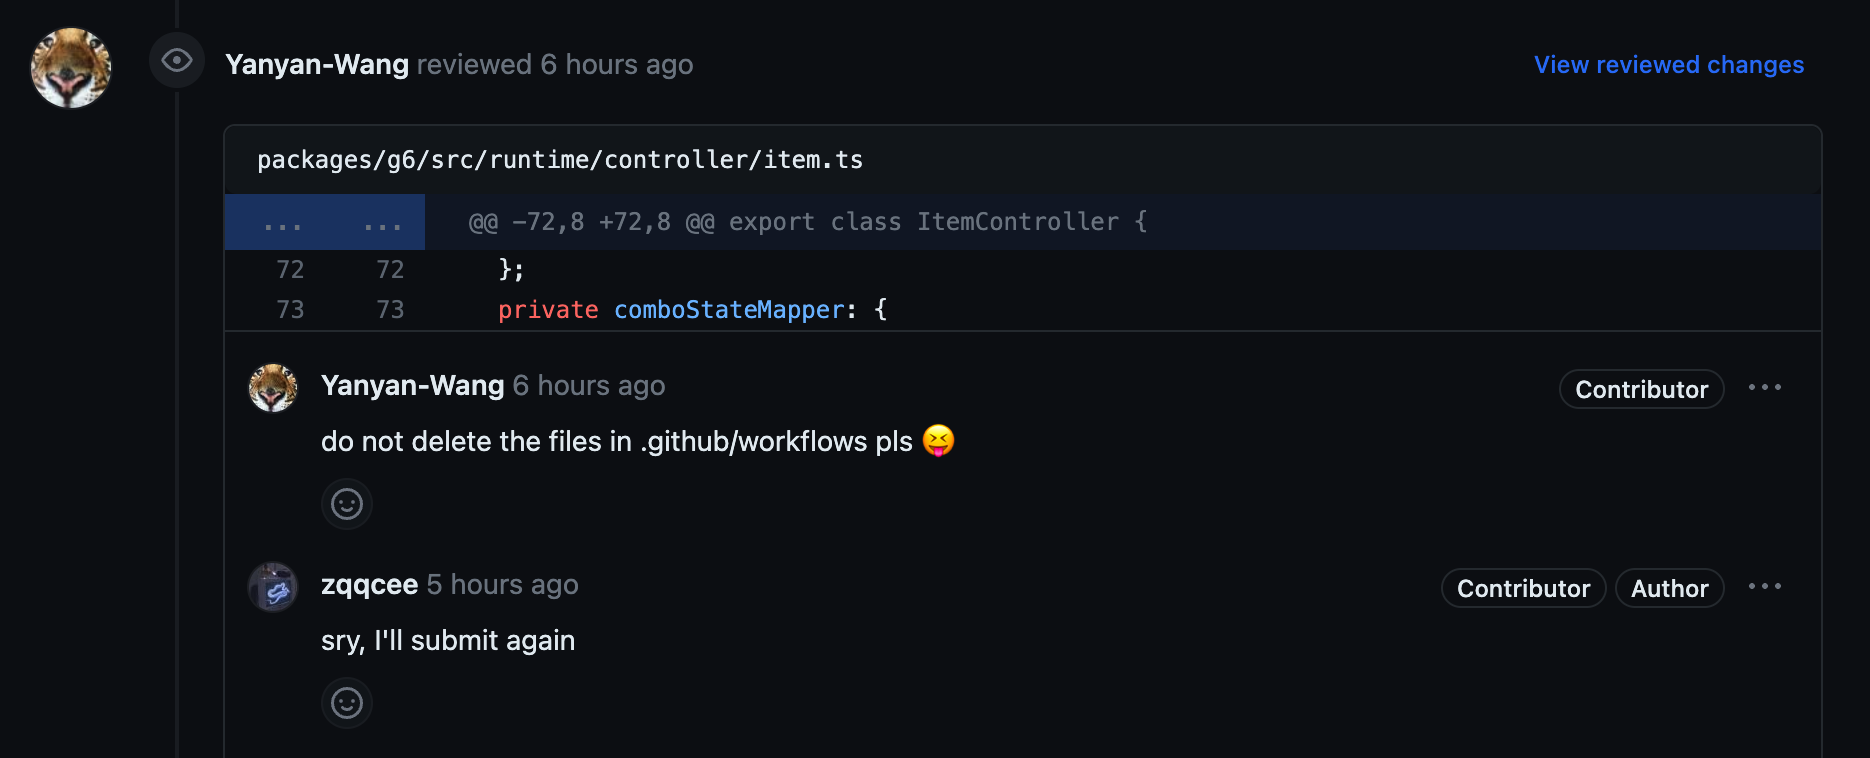 Yanyan-Wang reviewed 6 hours ago
View reviewed changes
packages/g6/src/runtime/controller/item.ts
... ... @@ -72,8 +72,8 @@ export class ItemController {
72 72 };
73 73 private comboStateMapper: {
Yanyan-Wang 6 hours ago
Contributor ...
do not delete the files in .github/workflows pls 😝
zqqcee 5 hours ago
Contributor Author ...
sry, I'll submit again